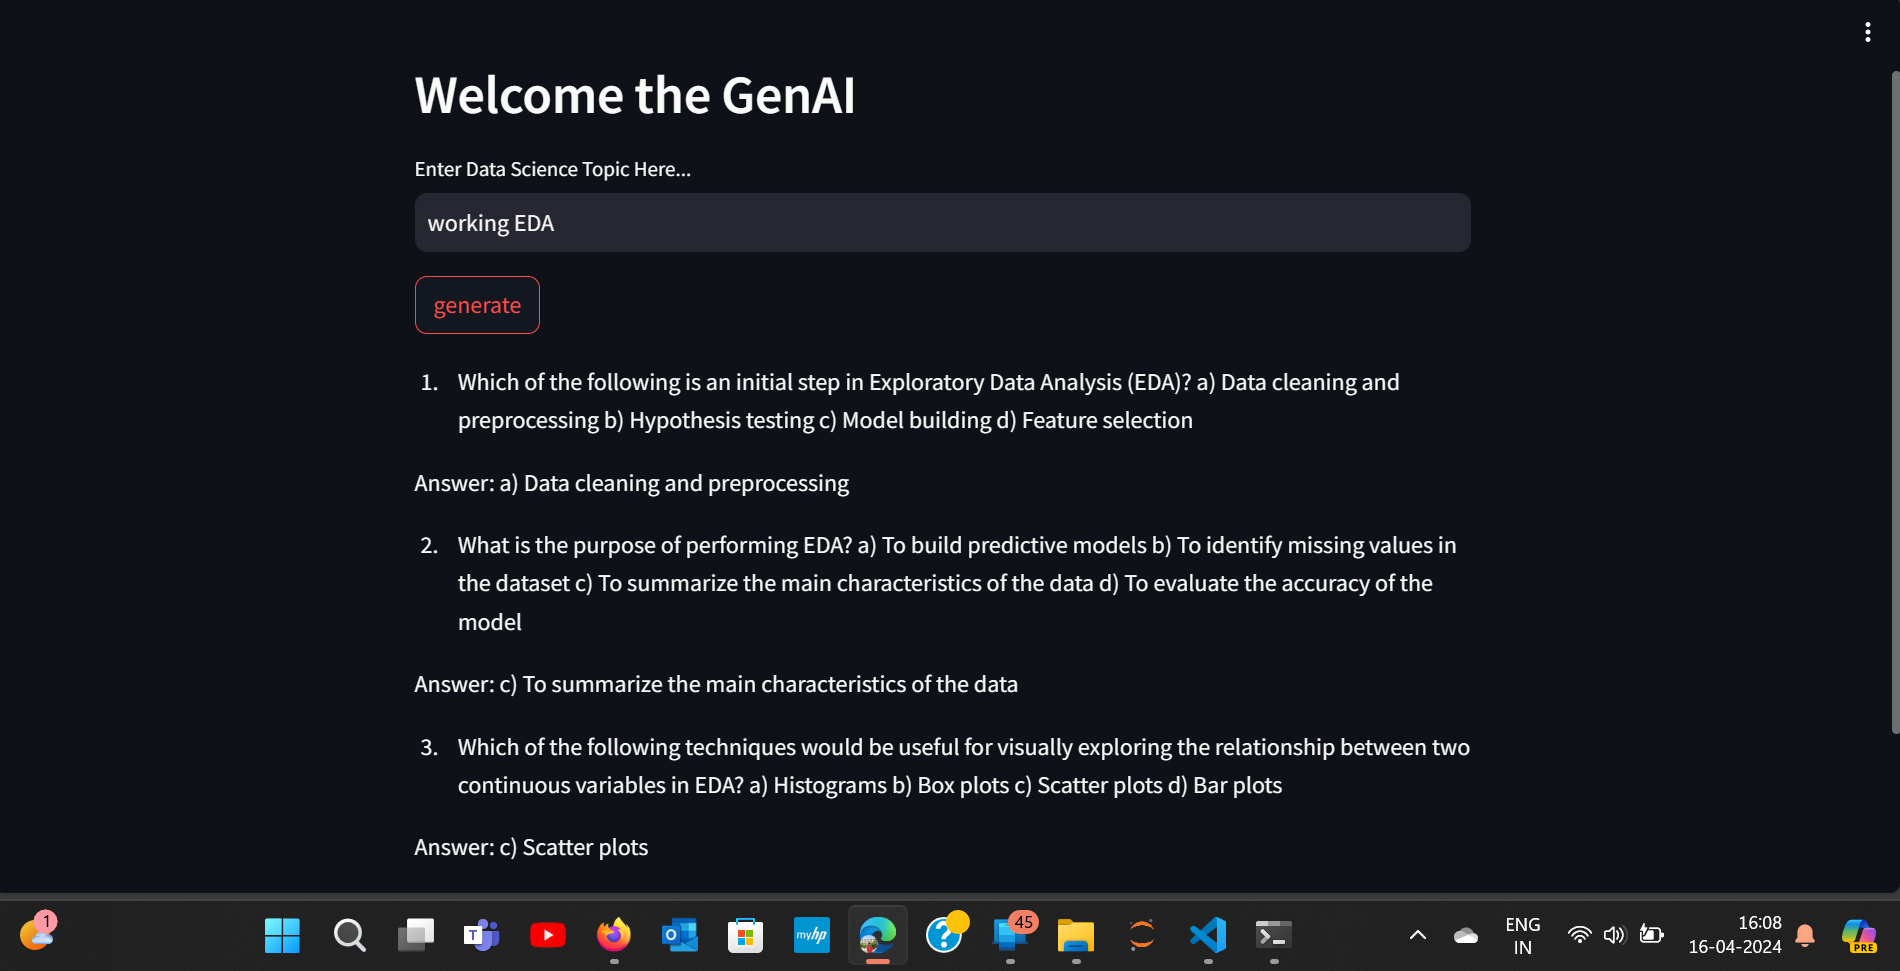 Welcome the GenAI
Enter Data Science Topic Here...
working EDA
generate
1. Which of the following is an initial step in Exploratory Data Analysis (EDA)? a) Data cleaning and
preprocessing b) Hypothesis testing c) Model building d) Feature selection
Answer: a) Data cleaning and preprocessing
2. What is the purpose of performing EDA? a) To build predictive models b) To identify missing values in
the dataset c) To summarize the main characteristics of the data d) To evaluate the accuracy of the
model
Answer: c) To summarize the main characteristics of the data
3. Which of the following techniques would be useful for visually exploring the relationship between two
continuous variables in EDA? a) Histograms b) Box plots c) Scatter plots d) Bar plots
Answer: c) Scatter plots
1
T
O
myhp
?
45
ENG
IN
16:08
16-04-2024
PRE